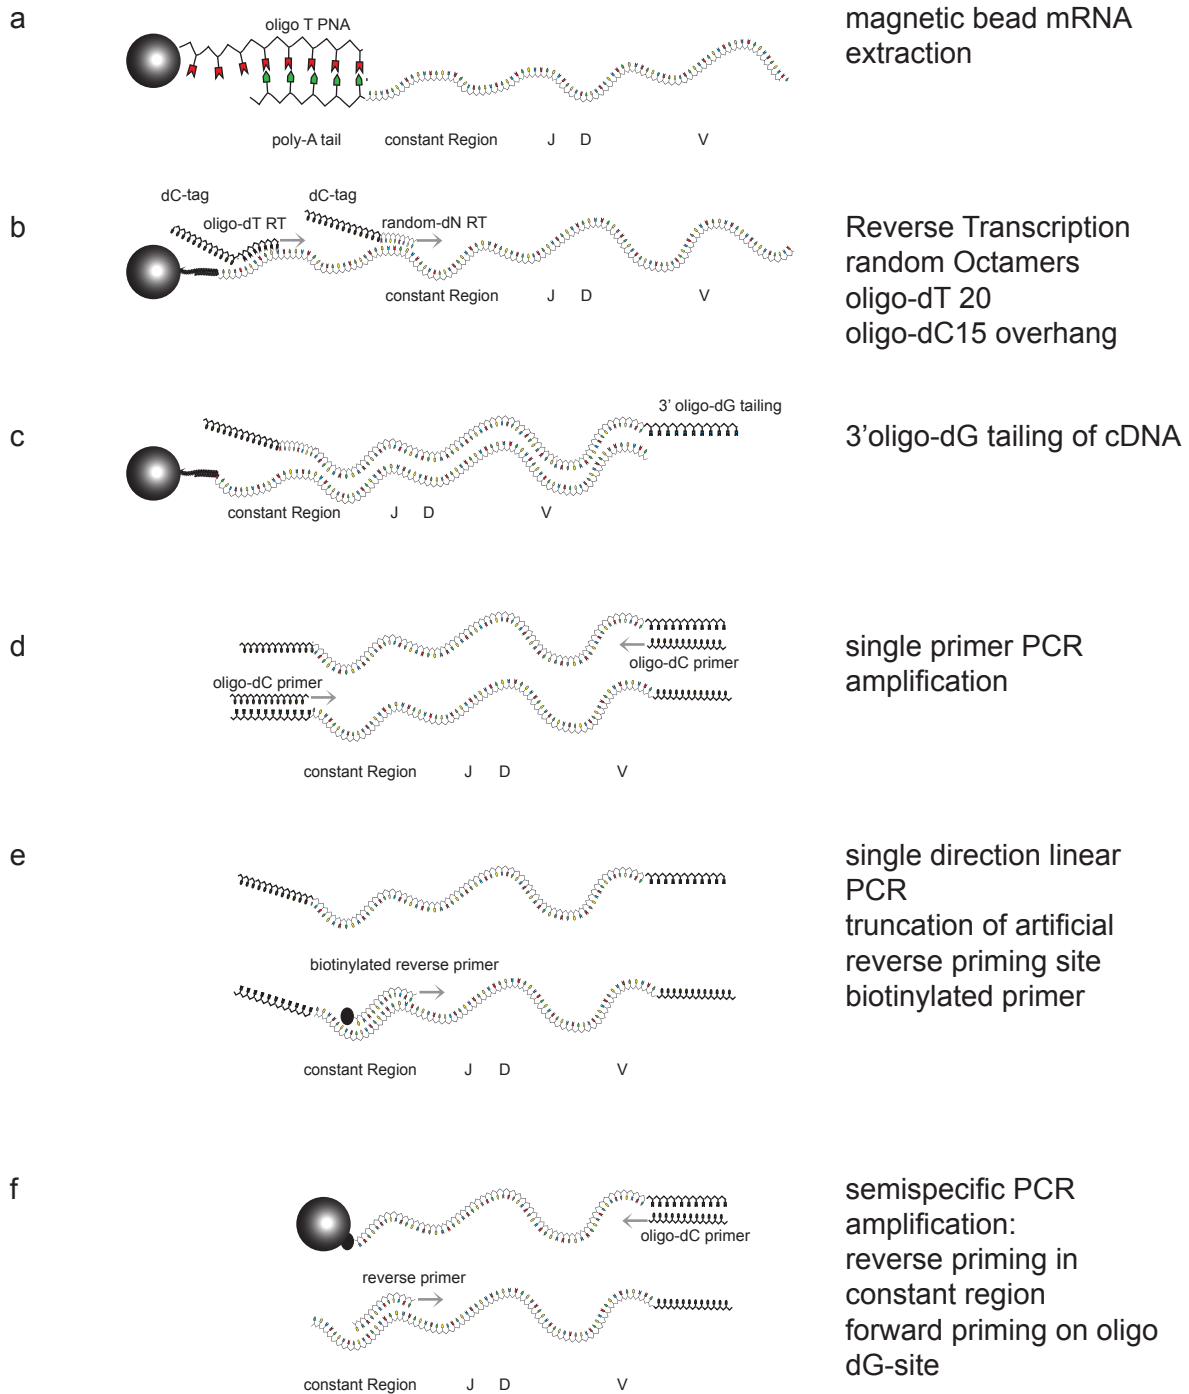 a
oligo T PNA
magnetic bead mRNA
extraction
poly-A tail
constant Region
J
D
V
dC-tag
dC-tag
b
oligo-dT RT
random-dN RT
Reverse Transcription
random Octamers
oligo-dT 20
oligo-dC15 overhang
constant Region
J
D
V
c
3' oligo-dG tailing
3'oligo-dG tailing of cDNA
constant Region
J
D
V
d
oligo-dC primer
oligo-dC primer
single primer PCR
amplification
constant Region
J
D
V
e
single direction linear
PCR
truncation of artificial
reverse priming site
biotinylated primer
biotinylated reverse primer
constant Region
J
D
V
f
oligo-dC primer
reverse primer
semispecific PCR
amplification:
reverse priming in
constant region
forward priming on oligo
dG-site
constant Region
J
D
V